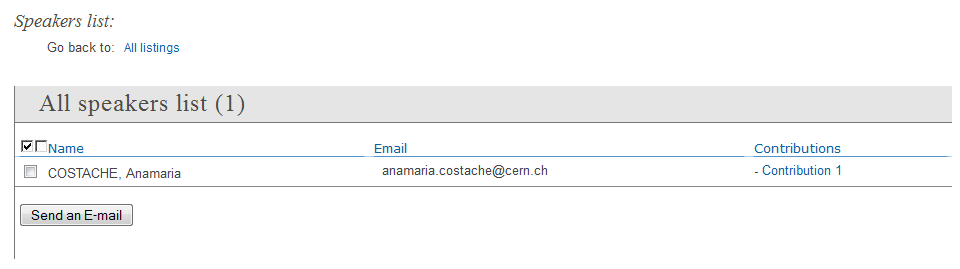 Speakers list:
Go back to: All listings
All speakers list (1)
Name Email Contributions
COSTACHE, Anamaria anamaria.costache@cern.ch - Contribution 1
Send an E-mail